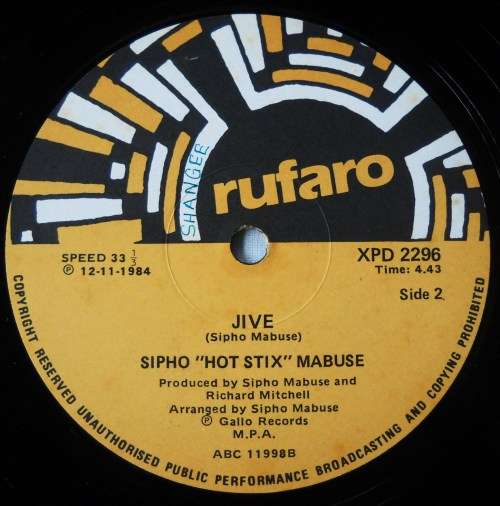 SHANGEE
rufaro
SPEED 33 1/3
Ⓟ 12-11-1984
XPD 2296
Time: 4.43
Side 2
JIVE
(Sipho Mabuse)
SIPHO "HOT STIX" MABUSE
Produced by Sipho Mabuse and
Richard Mitchell
Arranged by Sipho Mabuse
Ⓟ Gallo Records
M.P.A.
ABC 11998B
COPYRIGHT RESERVED UNAUTHORISED PUBLIC PERFORMANCE BROADCASTING AND COPYING PROHIBITED